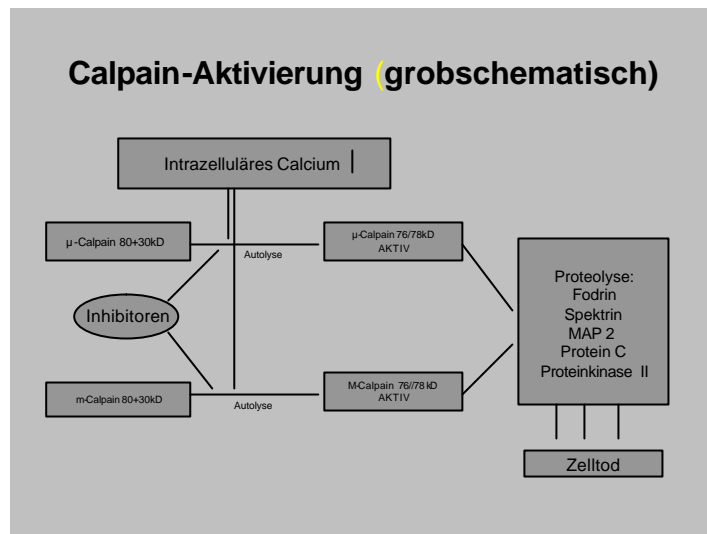 Calpain-Aktivierung (grobschematisch)
Intrazelluläres Calcium
µ-Calpain 80+30kD
Autolyse
µ-Calpain 76/78kD
AKTIV
Inhibitoren
m-Calpain 80+30kD
Autolyse
M-Calpain 76//78 kD
AKTIV
Proteolyse:
Fodrin
Spektrin
MAP 2
Protein C
Proteinkinase II
Zelltod